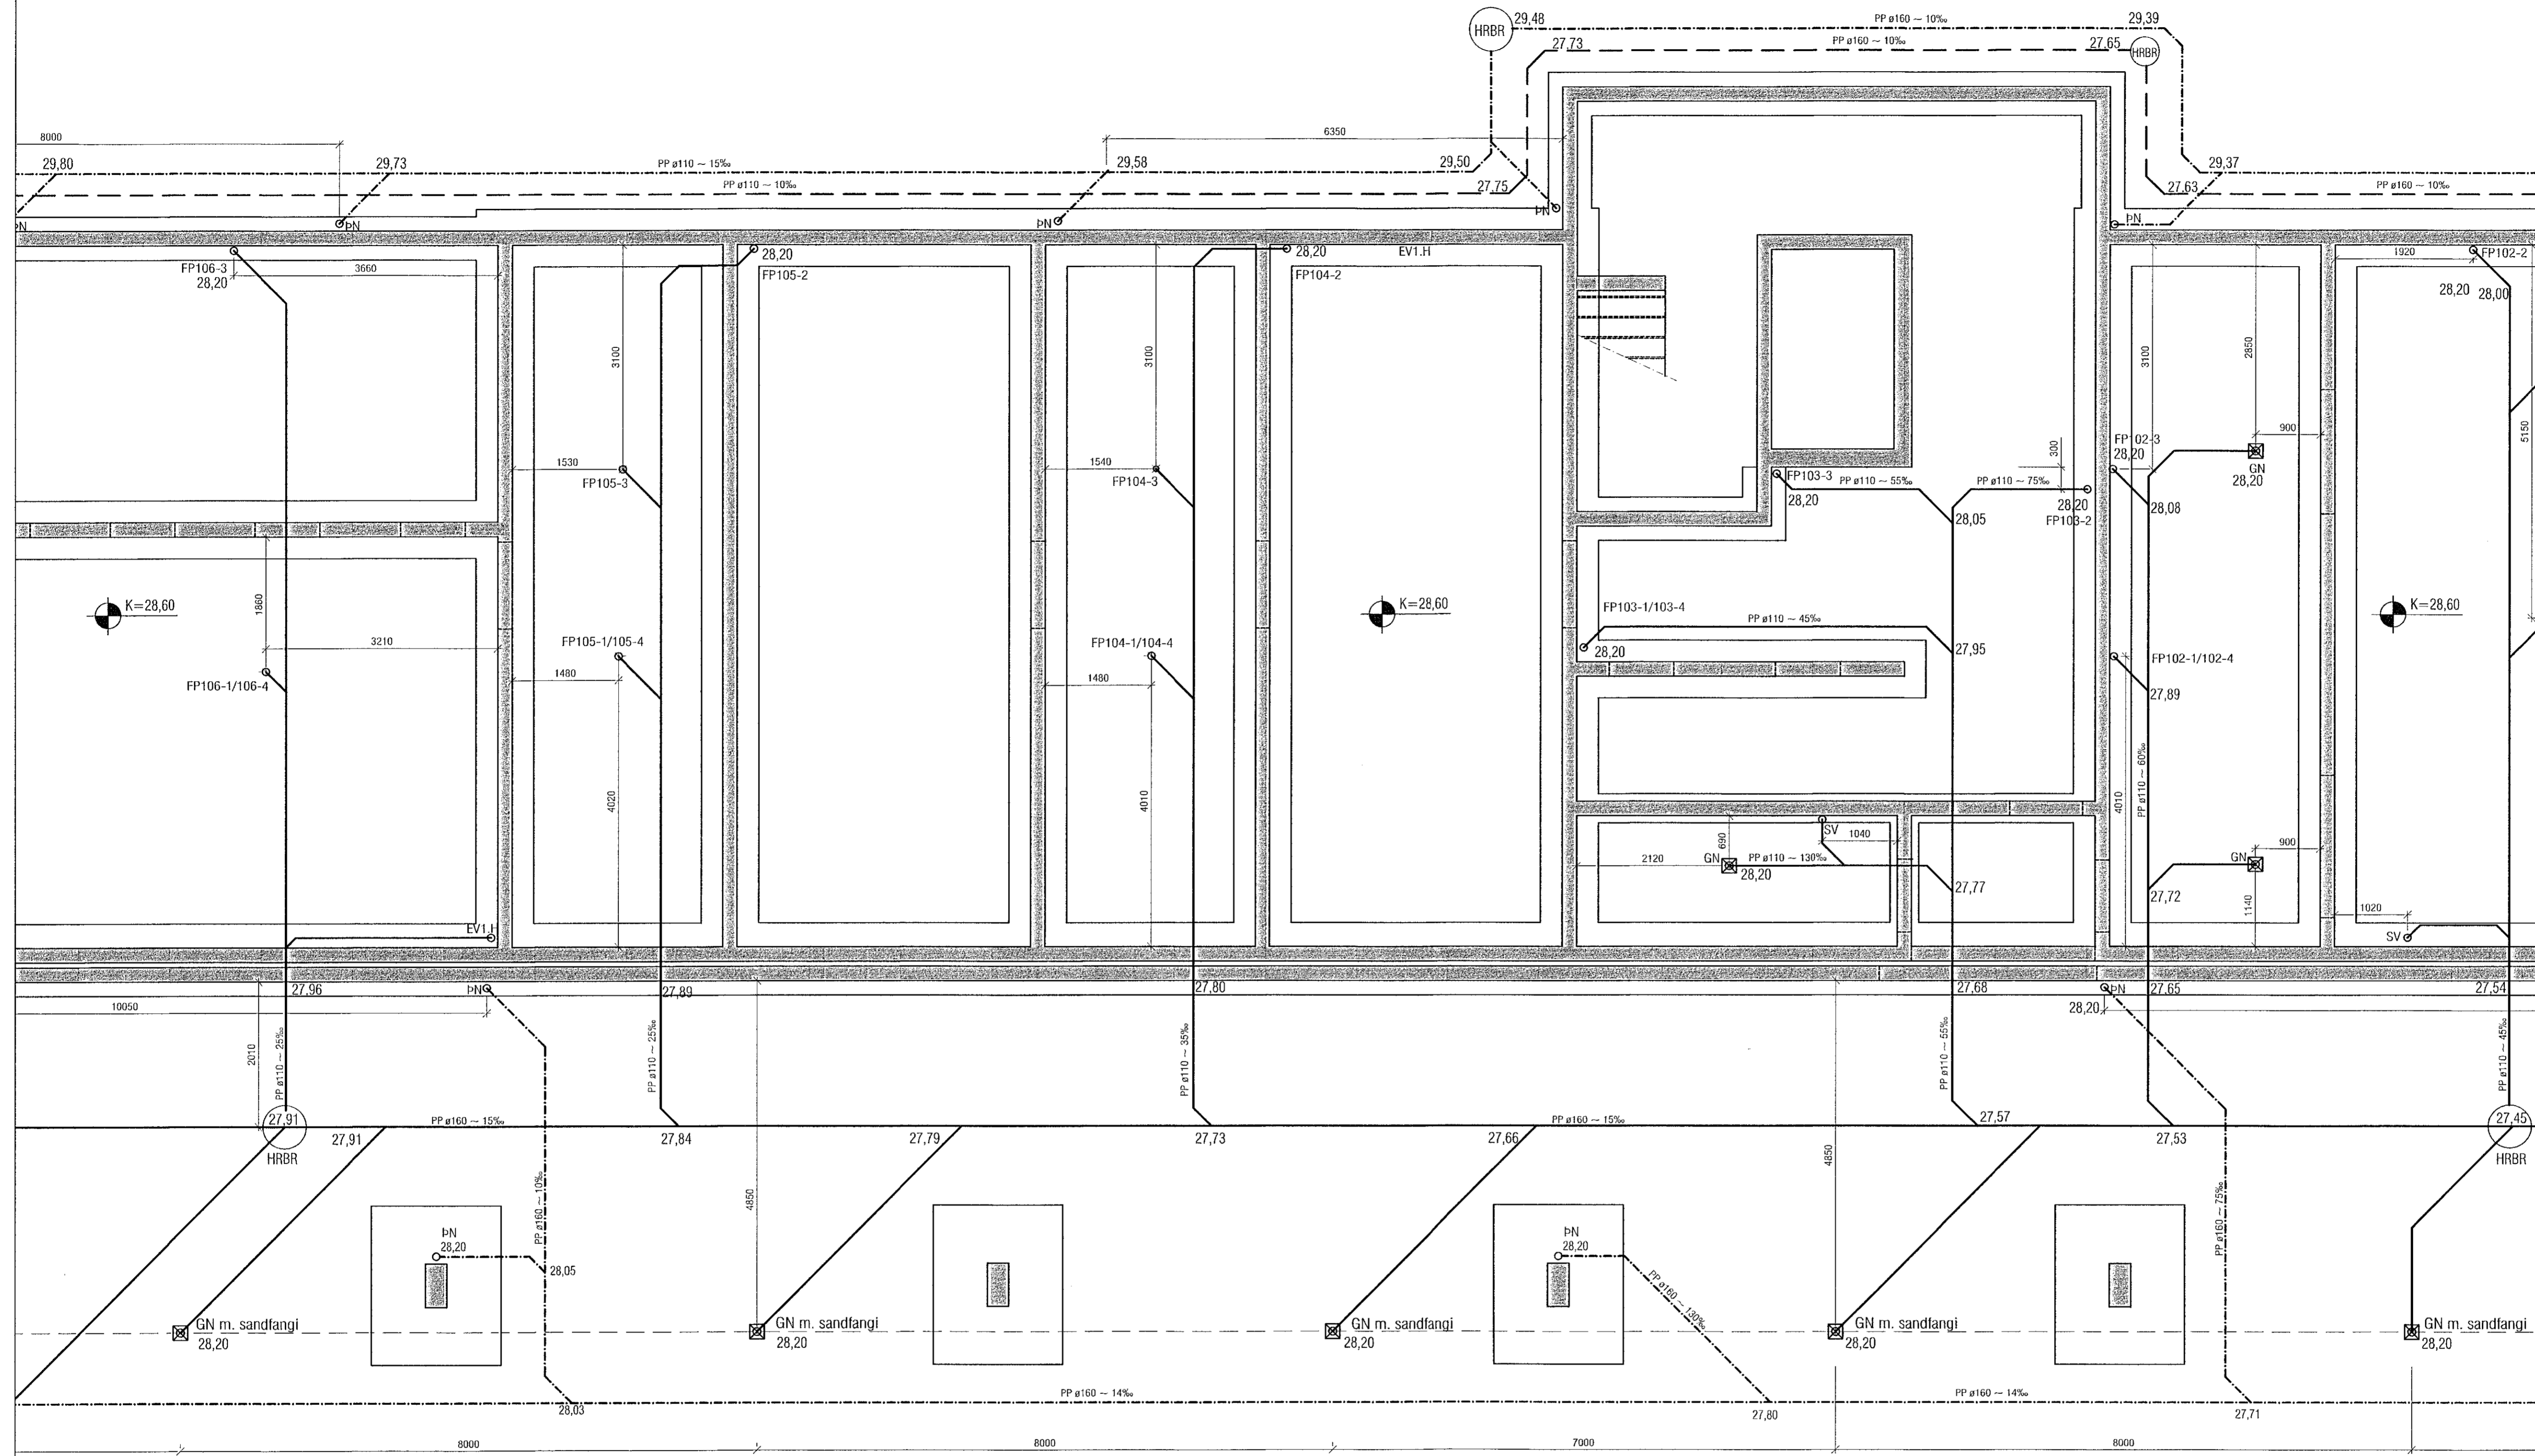 29,48
PP ø160 ~ 10‰
29,39
HRBR
27,73
PP ø160 ~ 10‰
27,65
HRBR
8000
6350
29,80
29,73
PP ø110 ~ 15‰
29,58
29,50
29,37
PP ø110 ~ 10‰
27,75
27,63
PP ø160 ~ 10‰
ÞN
ÞN
ÞN
ÞN
ÞN
FP106-3
28,20
3660
28,20
FP105-2
28,20
FP104-2
EV1.H
1920
FP102-2
28,20
28,00
3100
3100
3100
2850
900
5150
1530
FP105-3
1540
FP104-3
FP103-3
28,20
PP ø110 ~ 55‰
PP ø110 ~ 75‰
300
28,05
28,20
FP103-2
FP102-3
28,20
28,08
GN
28,20
K=28,60
K=28,60
K=28,60
1860
3210
FP106-1/106-4
FP105-1/105-4
1480
4020
FP104-1/104-4
1480
4010
FP103-1/103-4
PP ø110 ~ 45‰
28,20
27,95
FP102-1/102-4
27,89
PP ø110 ~ 60‰
4010
SV
690
1040
2120
GN
PP ø110 ~ 130‰
28,20
27,77
GN
900
27,72
1140
1020
SV
EV1.H
27,96
ÞN
27,89
27,80
27,68
ÞN
28,20
27,65
27,54
10050
2010
PP ø110 ~ 25‰
PP ø110 ~ 25‰
PP ø110 ~ 35‰
PP ø110 ~ 55‰
PP ø110 ~ 45‰
27,91
HRBR
27,91
PP ø160 ~ 15‰
27,84
27,79
27,73
27,66
PP ø160 ~ 15‰
27,57
27,53
27,45
HRBR
4850
4850
PP ø160 ~ 10‰
PP ø160 ~ 75‰
ÞN
28,20
28,05
ÞN
28,20
PP ø160 ~ 130‰
GN m. sandfangi
28,20
GN m. sandfangi
28,20
GN m. sandfangi
28,20
GN m. sandfangi
28,20
GN m. sandfangi
28,20
PP ø160 ~ 14‰
PP ø160 ~ 14‰
28,03
27,80
27,71
8000
8000
7000
8000